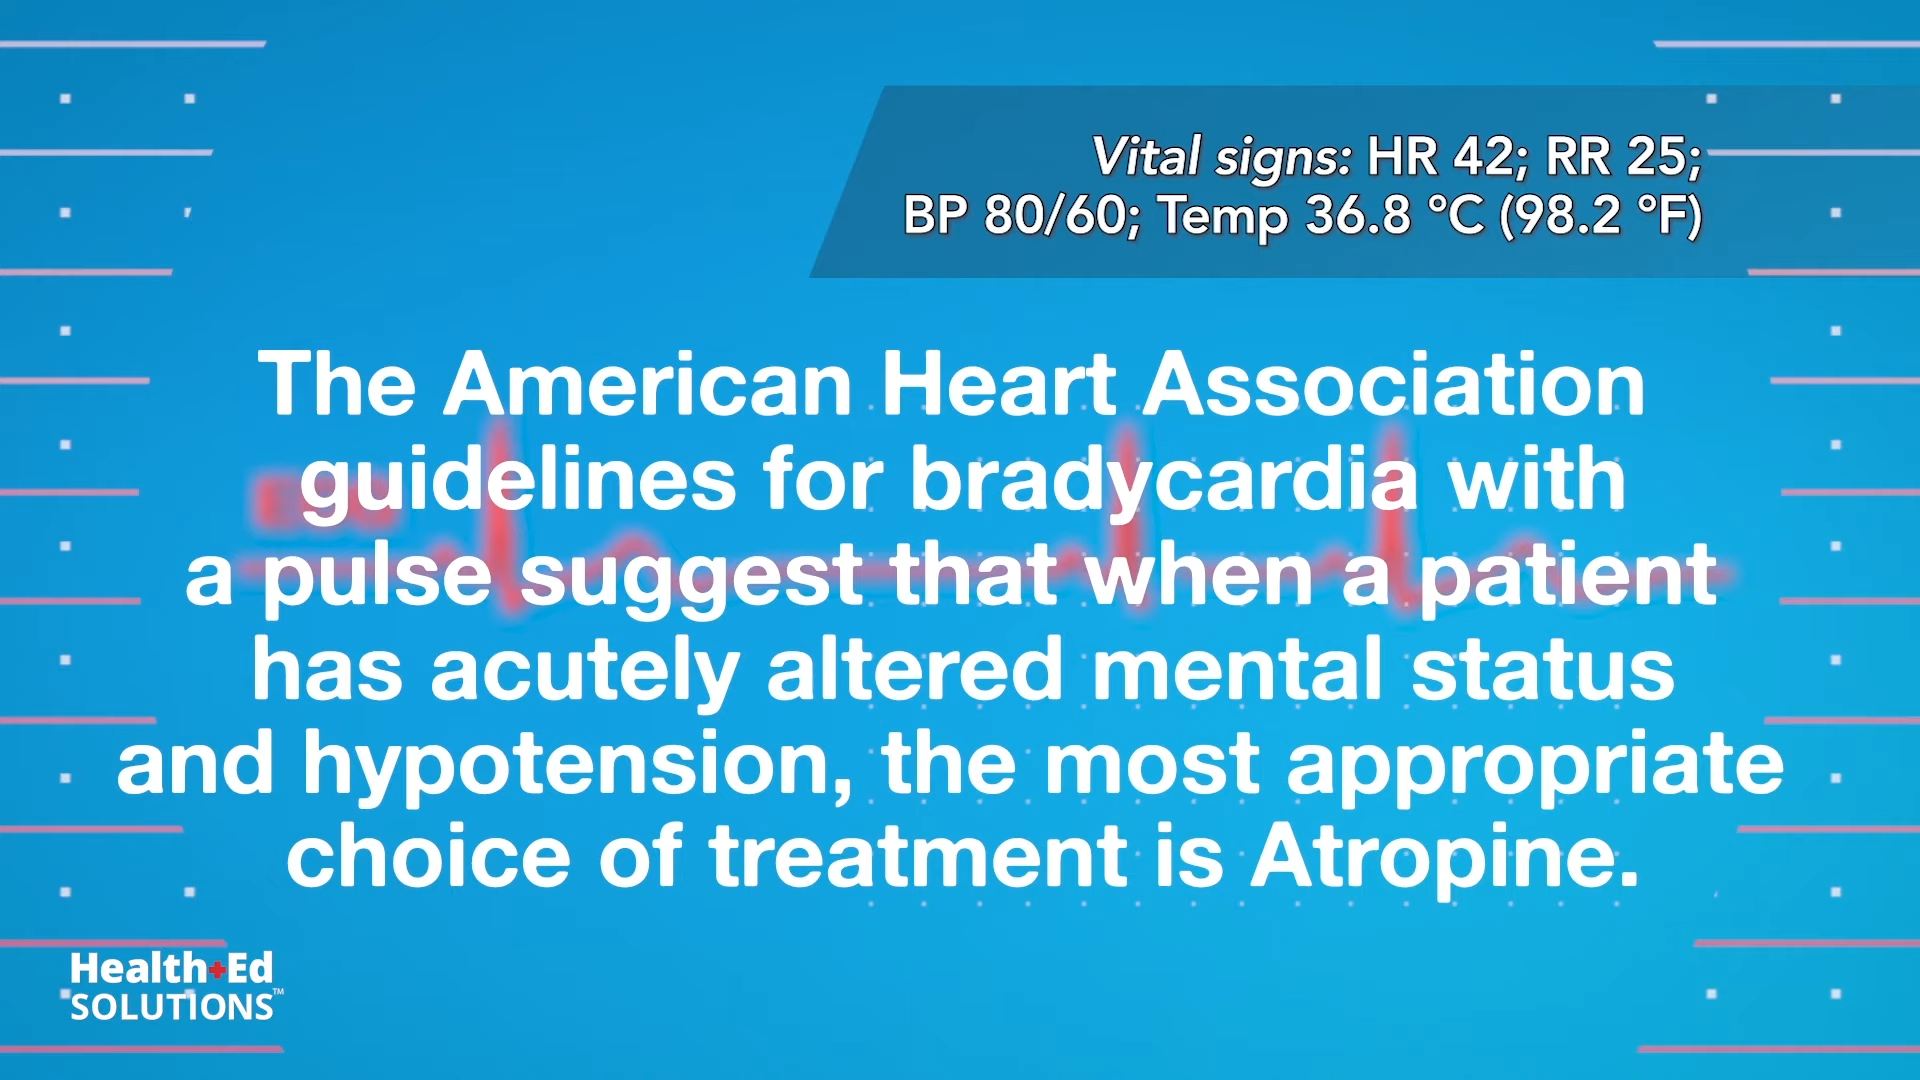 Vital signs: HR 42; RR 25;
BP 80/60; Temp 36.8 °C (98.2 °F)
The American Heart Association
guidelines for bradycardia with
a pulse suggest that when a patient
has acutely altered mental status
and hypotension, the most appropriate
choice of treatment is Atropine.
Health+Ed
SOLUTIONS™